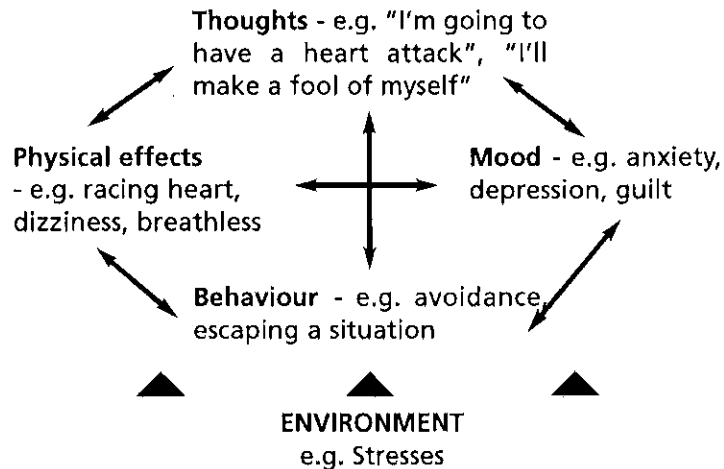 Thoughts - e.g. "I'm going to
have a heart attack", "I'll
make a fool of myself"
Physical effects
- e.g. racing heart,
dizziness, breathless
Mood - e.g. anxiety,
depression, guilt
Behaviour - e.g. avoidance,
escaping a situation
ENVIRONMENT
e.g. Stresses